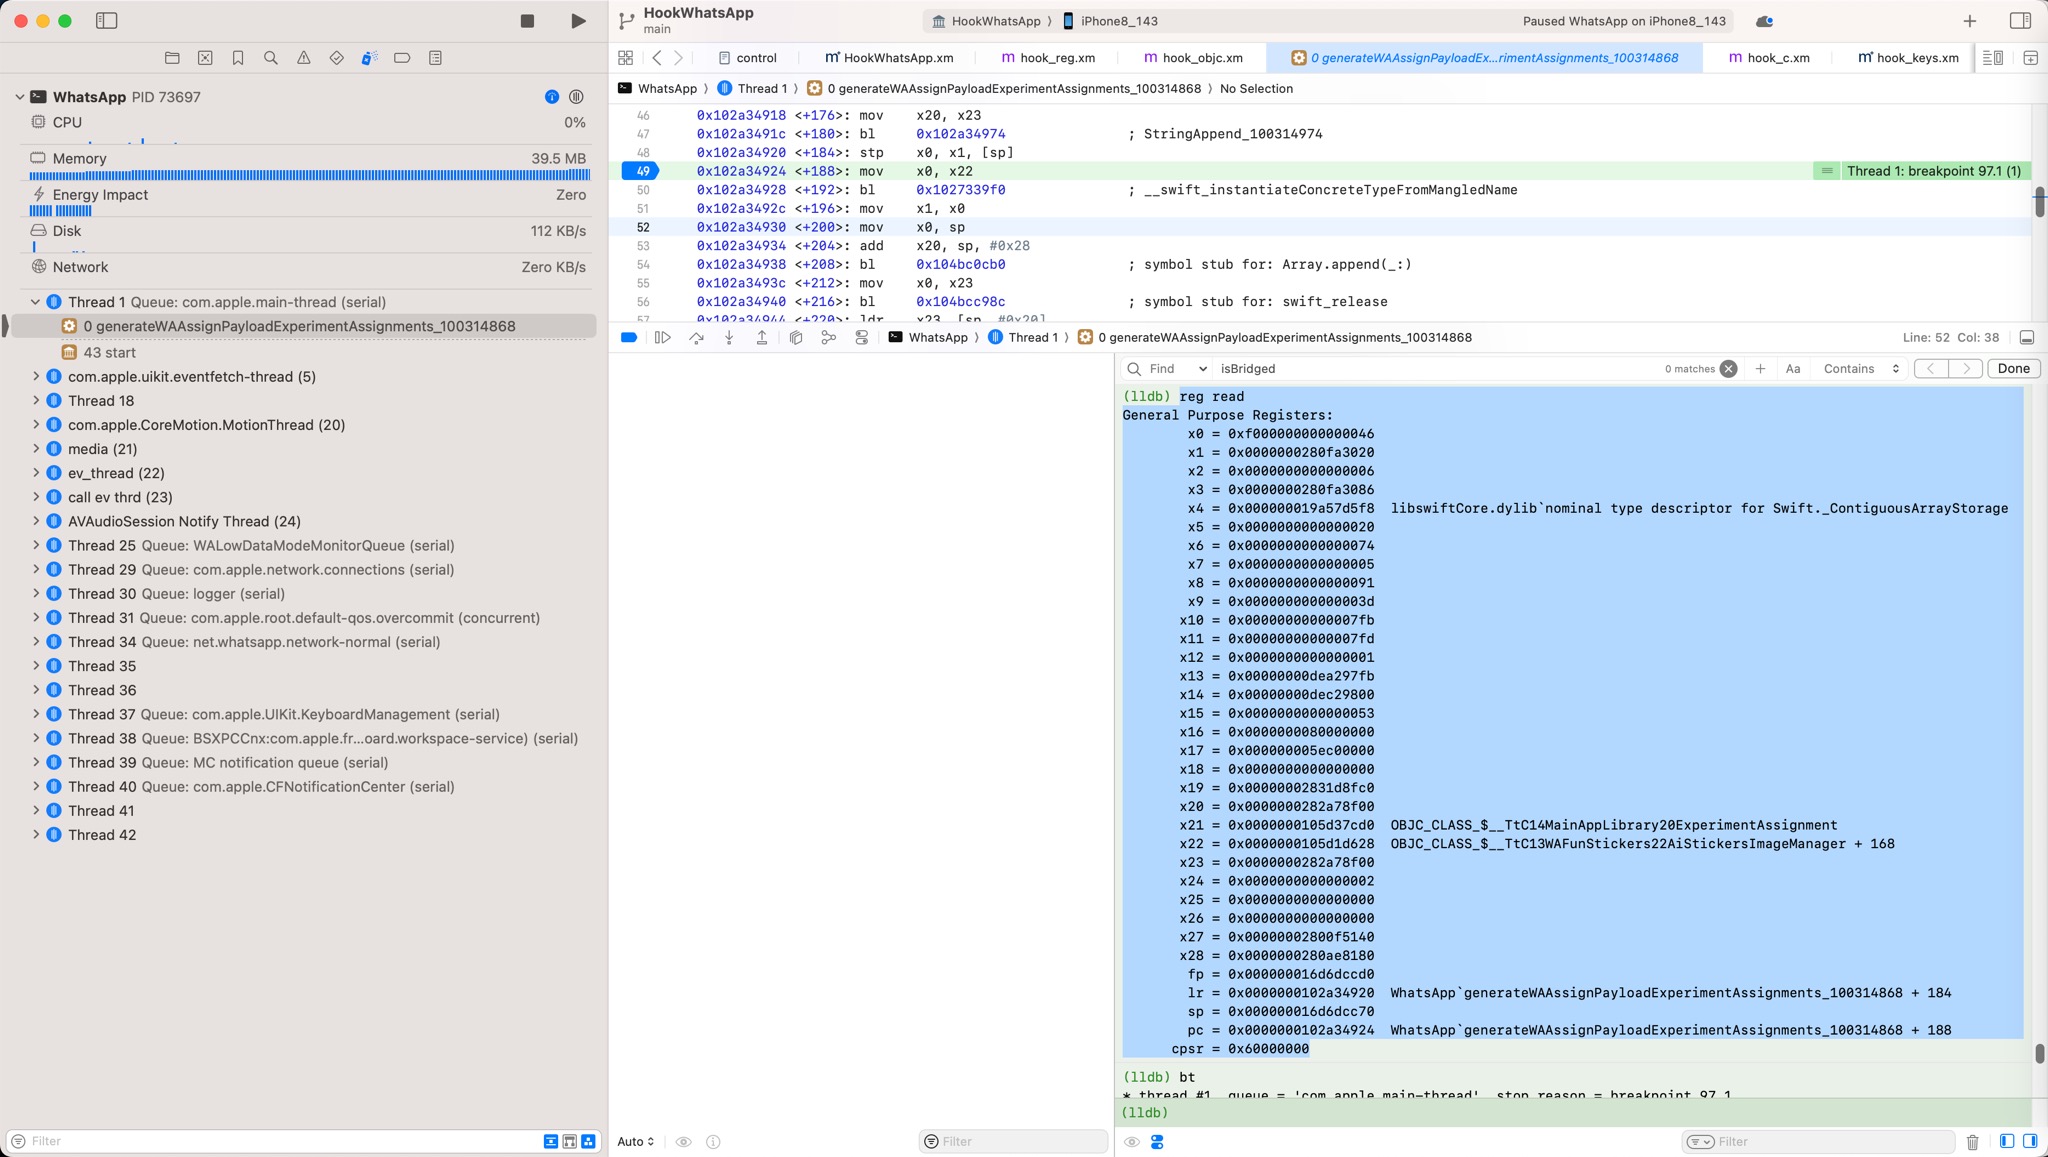 HookWhatsApp
main
HookWhatsApp 〉 iPhone8_143
Paused WhatsApp on iPhone8_143
control
HookWhatsApp.xm
hook_reg.xm
hook_objc.xm
0 generateWAAssignPayloadEx...rimentAssignments_100314868
hook_c.xm
hook_keys.xm
WhatsApp 〉 Thread 1 〉 0 generateWAAssignPayloadExperimentAssignments_100314868 〉 No Selection
WhatsApp PID 73697
CPU 0%
Memory 39.5 MB
Energy Impact Zero
Disk 112 KB/s
Network Zero KB/s
Thread 1 Queue: com.apple.main-thread (serial)
0 generateWAAssignPayloadExperimentAssignments_100314868
43 start
com.apple.uikit.eventfetch-thread (5)
Thread 18
com.apple.CoreMotion.MotionThread (20)
media (21)
ev_thread (22)
call ev thrd (23)
AVAudioSession Notify Thread (24)
Thread 25 Queue: WALowDataModeMonitorQueue (serial)
Thread 29 Queue: com.apple.network.connections (serial)
Thread 30 Queue: logger (serial)
Thread 31 Queue: com.apple.root.default-qos.overcommit (concurrent)
Thread 34 Queue: net.whatsapp.network-normal (serial)
Thread 35
Thread 36
Thread 37 Queue: com.apple.UIKit.KeyboardManagement (serial)
Thread 38 Queue: BSXPCCnx:com.apple.fr...oard.workspace-service) (serial)
Thread 39 Queue: MC notification queue (serial)
Thread 40 Queue: com.apple.CFNotificationCenter (serial)
Thread 41
Thread 42
Filter
46 0x102a34918 <+176>: mov x20, x23
47 0x102a3491c <+180>: bl 0x102a34974 ; StringAppend_100314974
48 0x102a34920 <+184>: stp x0, x1, [sp]
49 0x102a34924 <+188>: mov x0, x22 Thread 1: breakpoint 97.1 (1)
50 0x102a34928 <+192>: bl 0x1027339f0 ; __swift_instantiateConcreteTypeFromMangledName
51 0x102a3492c <+196>: mov x1, x0
52 0x102a34930 <+200>: mov x0, sp
53 0x102a34934 <+204>: add x20, sp, #0x28
54 0x102a34938 <+208>: bl 0x104bc0cb0 ; symbol stub for: Array.append(_:)
55 0x102a3493c <+212>: mov x0, x23
56 0x102a34940 <+216>: bl 0x104bcc98c ; symbol stub for: swift_release
57 0x102a34944 <+220>: ldr x23, [sp, #0x20]
WhatsApp 〉 Thread 1 〉 0 generateWAAssignPayloadExperimentAssignments_100314868
Line: 52 Col: 38
Find isBridged 0 matches Aa Contains Done
(lldb) reg read
General Purpose Registers:
x0 = 0xf000000000000046
x1 = 0x0000000280fa3020
x2 = 0x0000000000000006
x3 = 0x0000000280fa3086
x4 = 0x000000019a57d5f8 libswiftCore.dylib`nominal type descriptor for Swift._ContiguousArrayStorage
x5 = 0x0000000000000020
x6 = 0x0000000000000074
x7 = 0x0000000000000005
x8 = 0x0000000000000091
x9 = 0x000000000000003d
x10 = 0x00000000000007fb
x11 = 0x00000000000007fd
x12 = 0x0000000000000001
x13 = 0x00000000dea297fb
x14 = 0x00000000dec29800
x15 = 0x0000000000000053
x16 = 0x0000000080000000
x17 = 0x000000005ec00000
x18 = 0x0000000000000000
x19 = 0x00000002831d8fc0
x20 = 0x0000000282a78f00
x21 = 0x0000000105d37cd0 OBJC_CLASS_$__TtC14MainAppLibrary20ExperimentAssignment
x22 = 0x0000000105d1d628 OBJC_CLASS_$__TtC13WAFunStickers22AiStickersImageManager + 168
x23 = 0x0000000282a78f00
x24 = 0x0000000000000002
x25 = 0x0000000000000000
x26 = 0x0000000000000000
x27 = 0x00000002800f5140
x28 = 0x0000000280ae8180
fp = 0x000000016d6dccd0
lr = 0x0000000102a34920 WhatsApp`generateWAAssignPayloadExperimentAssignments_100314868 + 184
sp = 0x000000016d6dcc70
pc = 0x0000000102a34924 WhatsApp`generateWAAssignPayloadExperimentAssignments_100314868 + 188
cpsr = 0x60000000
(lldb) bt
* thread #1, queue = 'com.apple.main-thread', stop reason = breakpoint 97.1
(lldb)
Auto
Filter
Filter